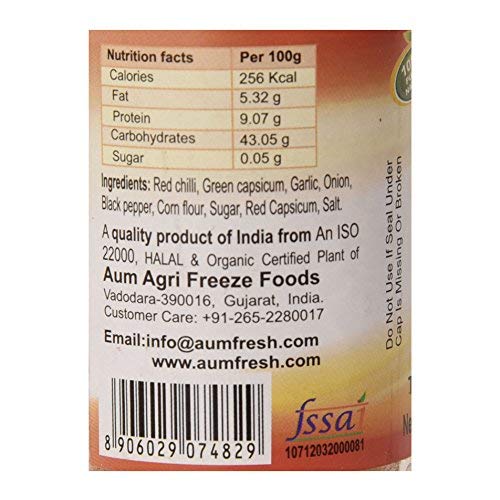 Nutrition facts Per 100g
Calories 256 Kcal
Fat 5.32 g
Protein 9.07 g
Carbohydrates 43.05 g
Sugar 0.05 g
Ingredients: Red chilli, Green capsicum, Garlic, Onion,
Black pepper, Corn flour, Sugar, Red Capsicum, Salt.
A quality product of India from An ISO
22000, HALAL & Organic Certified Plant of
Aum Agri Freeze Foods
Vadodara-390016, Gujarat, India.
Customer Care: +91-265-2280017
Email:info@aumfresh.com
www.aumfresh.com
8 906029 074829
fssai
10712032000081
Do Not Use If Seal Under
Cap Is Missing Or Broken